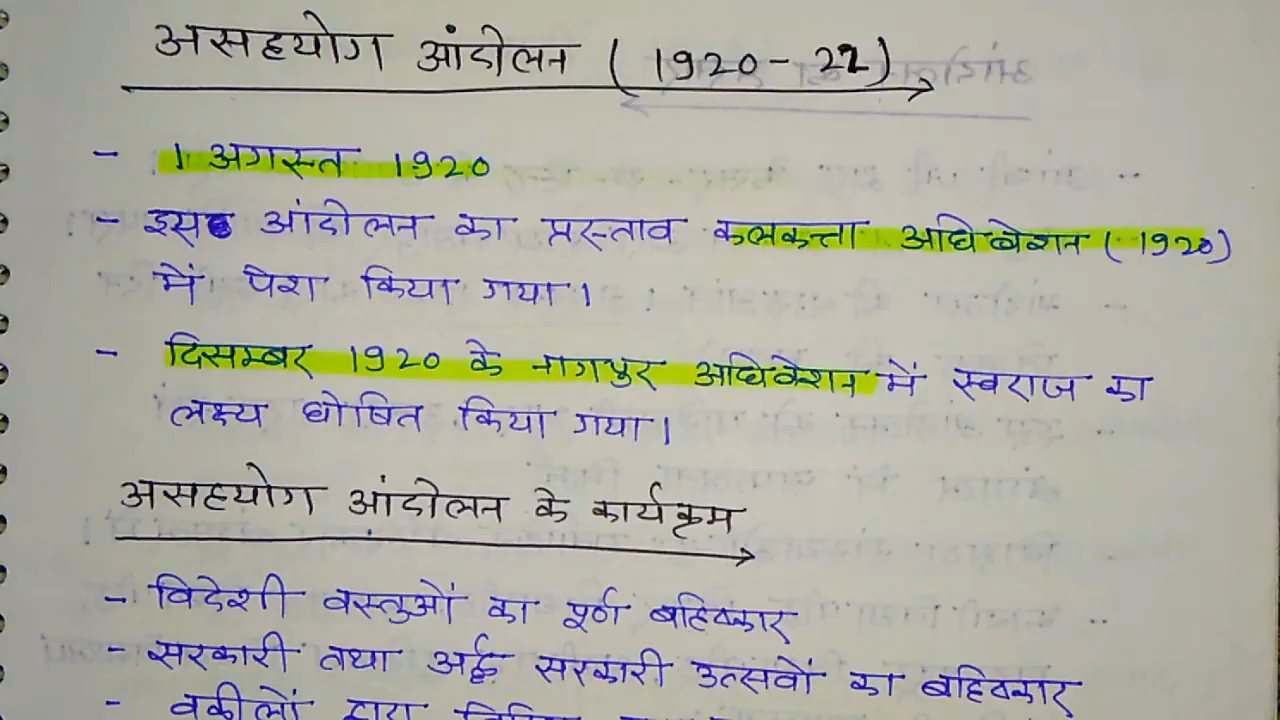 असहयोग आंदोलन ( 1920 - 22 )
- 1 अगस्त 1920
- इस आंदोलन का प्रस्ताव कलकत्ता अधिवेशन ( 1920 )
में पेश किया गया ।
- दिसम्बर 1920 के नागपुर अधिवेशन में स्वराज का
लक्ष्य घोषित किया गया ।
असहयोग आंदोलन के कार्यक्रम
- विदेशी वस्तुओं का पूर्ण बहिष्कार
- सरकारी तथा अर्द्ध सरकारी उत्सवों का बहिष्कार
- वकीलों द्वारा